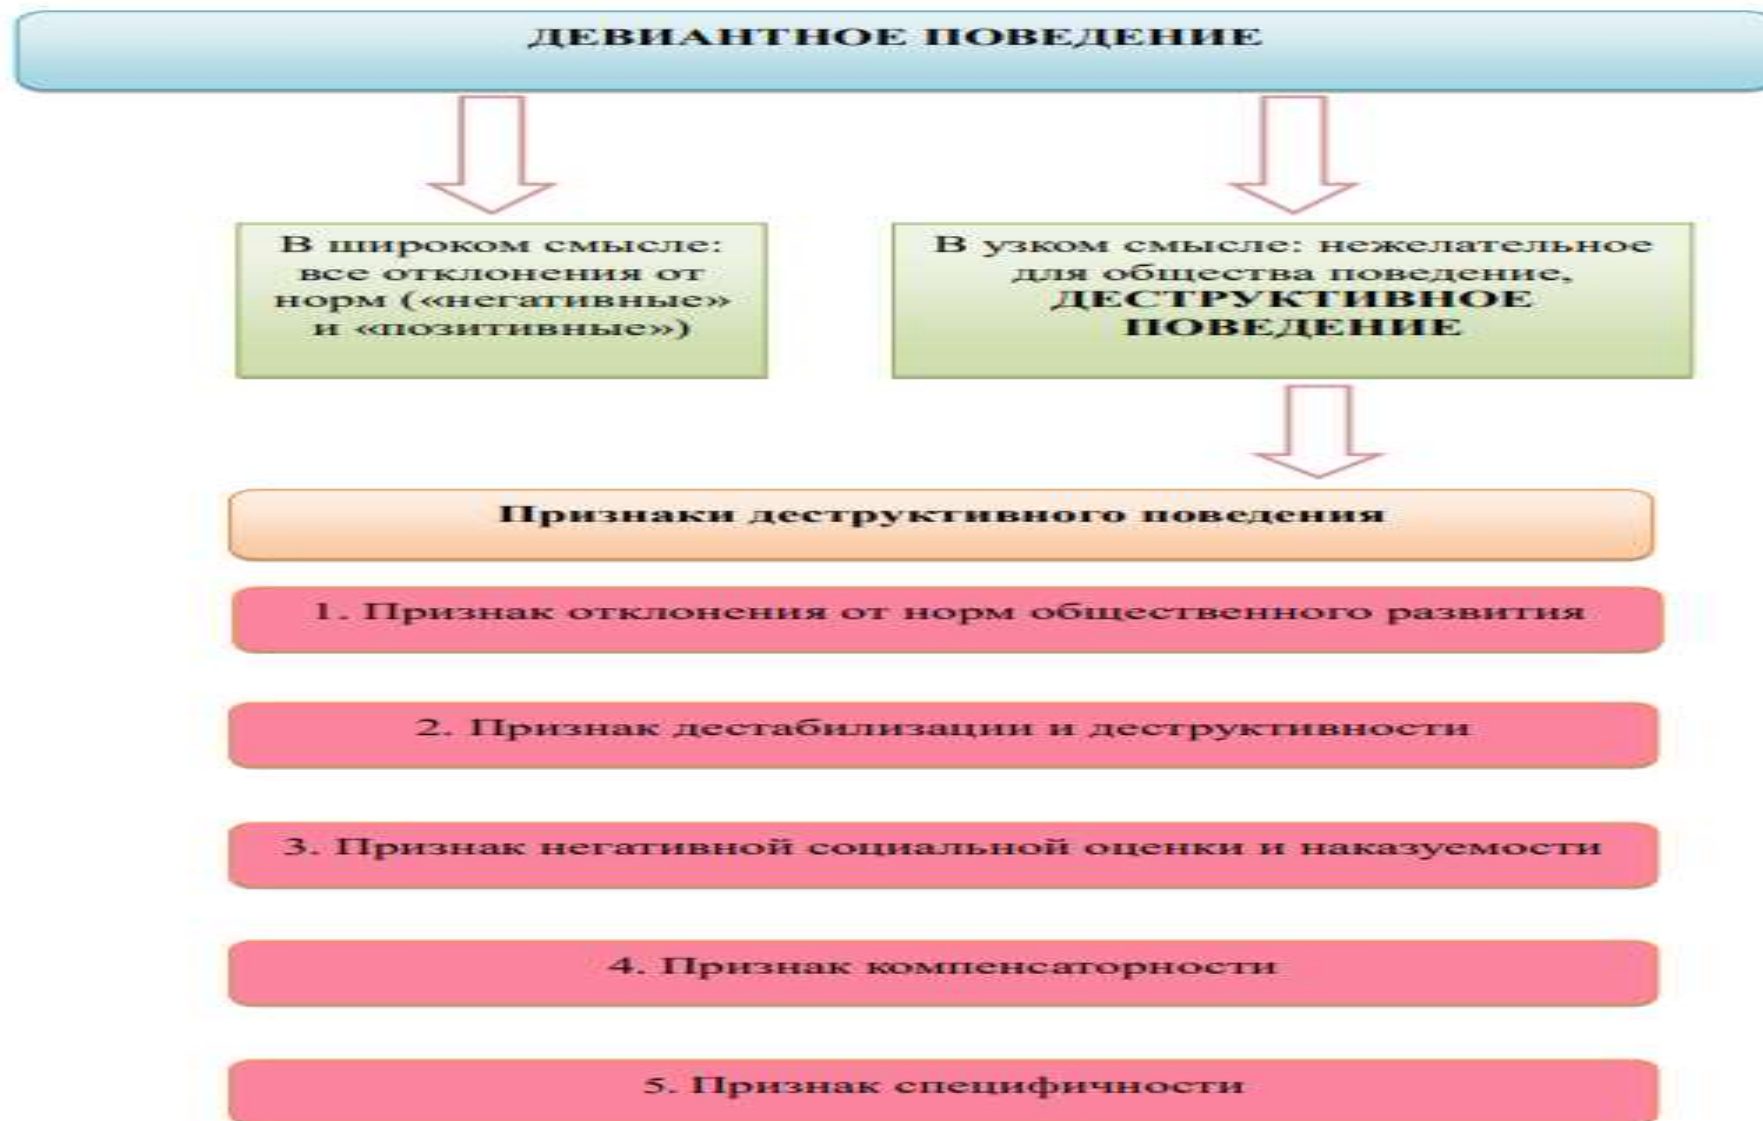 ДЕВИАНТНОЕ ПОВЕДЕНИЕ
В широком смысле:
все отклонения от
норм («негативные»
и «позитивные»)
В узком смысле: нежелательное
для общества поведение,
ДЕСТРУКТИВНОЕ
ПОВЕДЕНИЕ
Признаки деструктивного поведения
1. Признак отклонения от норм общественного развития
2. Признак дестабилизации и деструктивности
3. Признак негативной социальной оценки и наказуемости
4. Признак компенсаторности
5. Признак специфичности